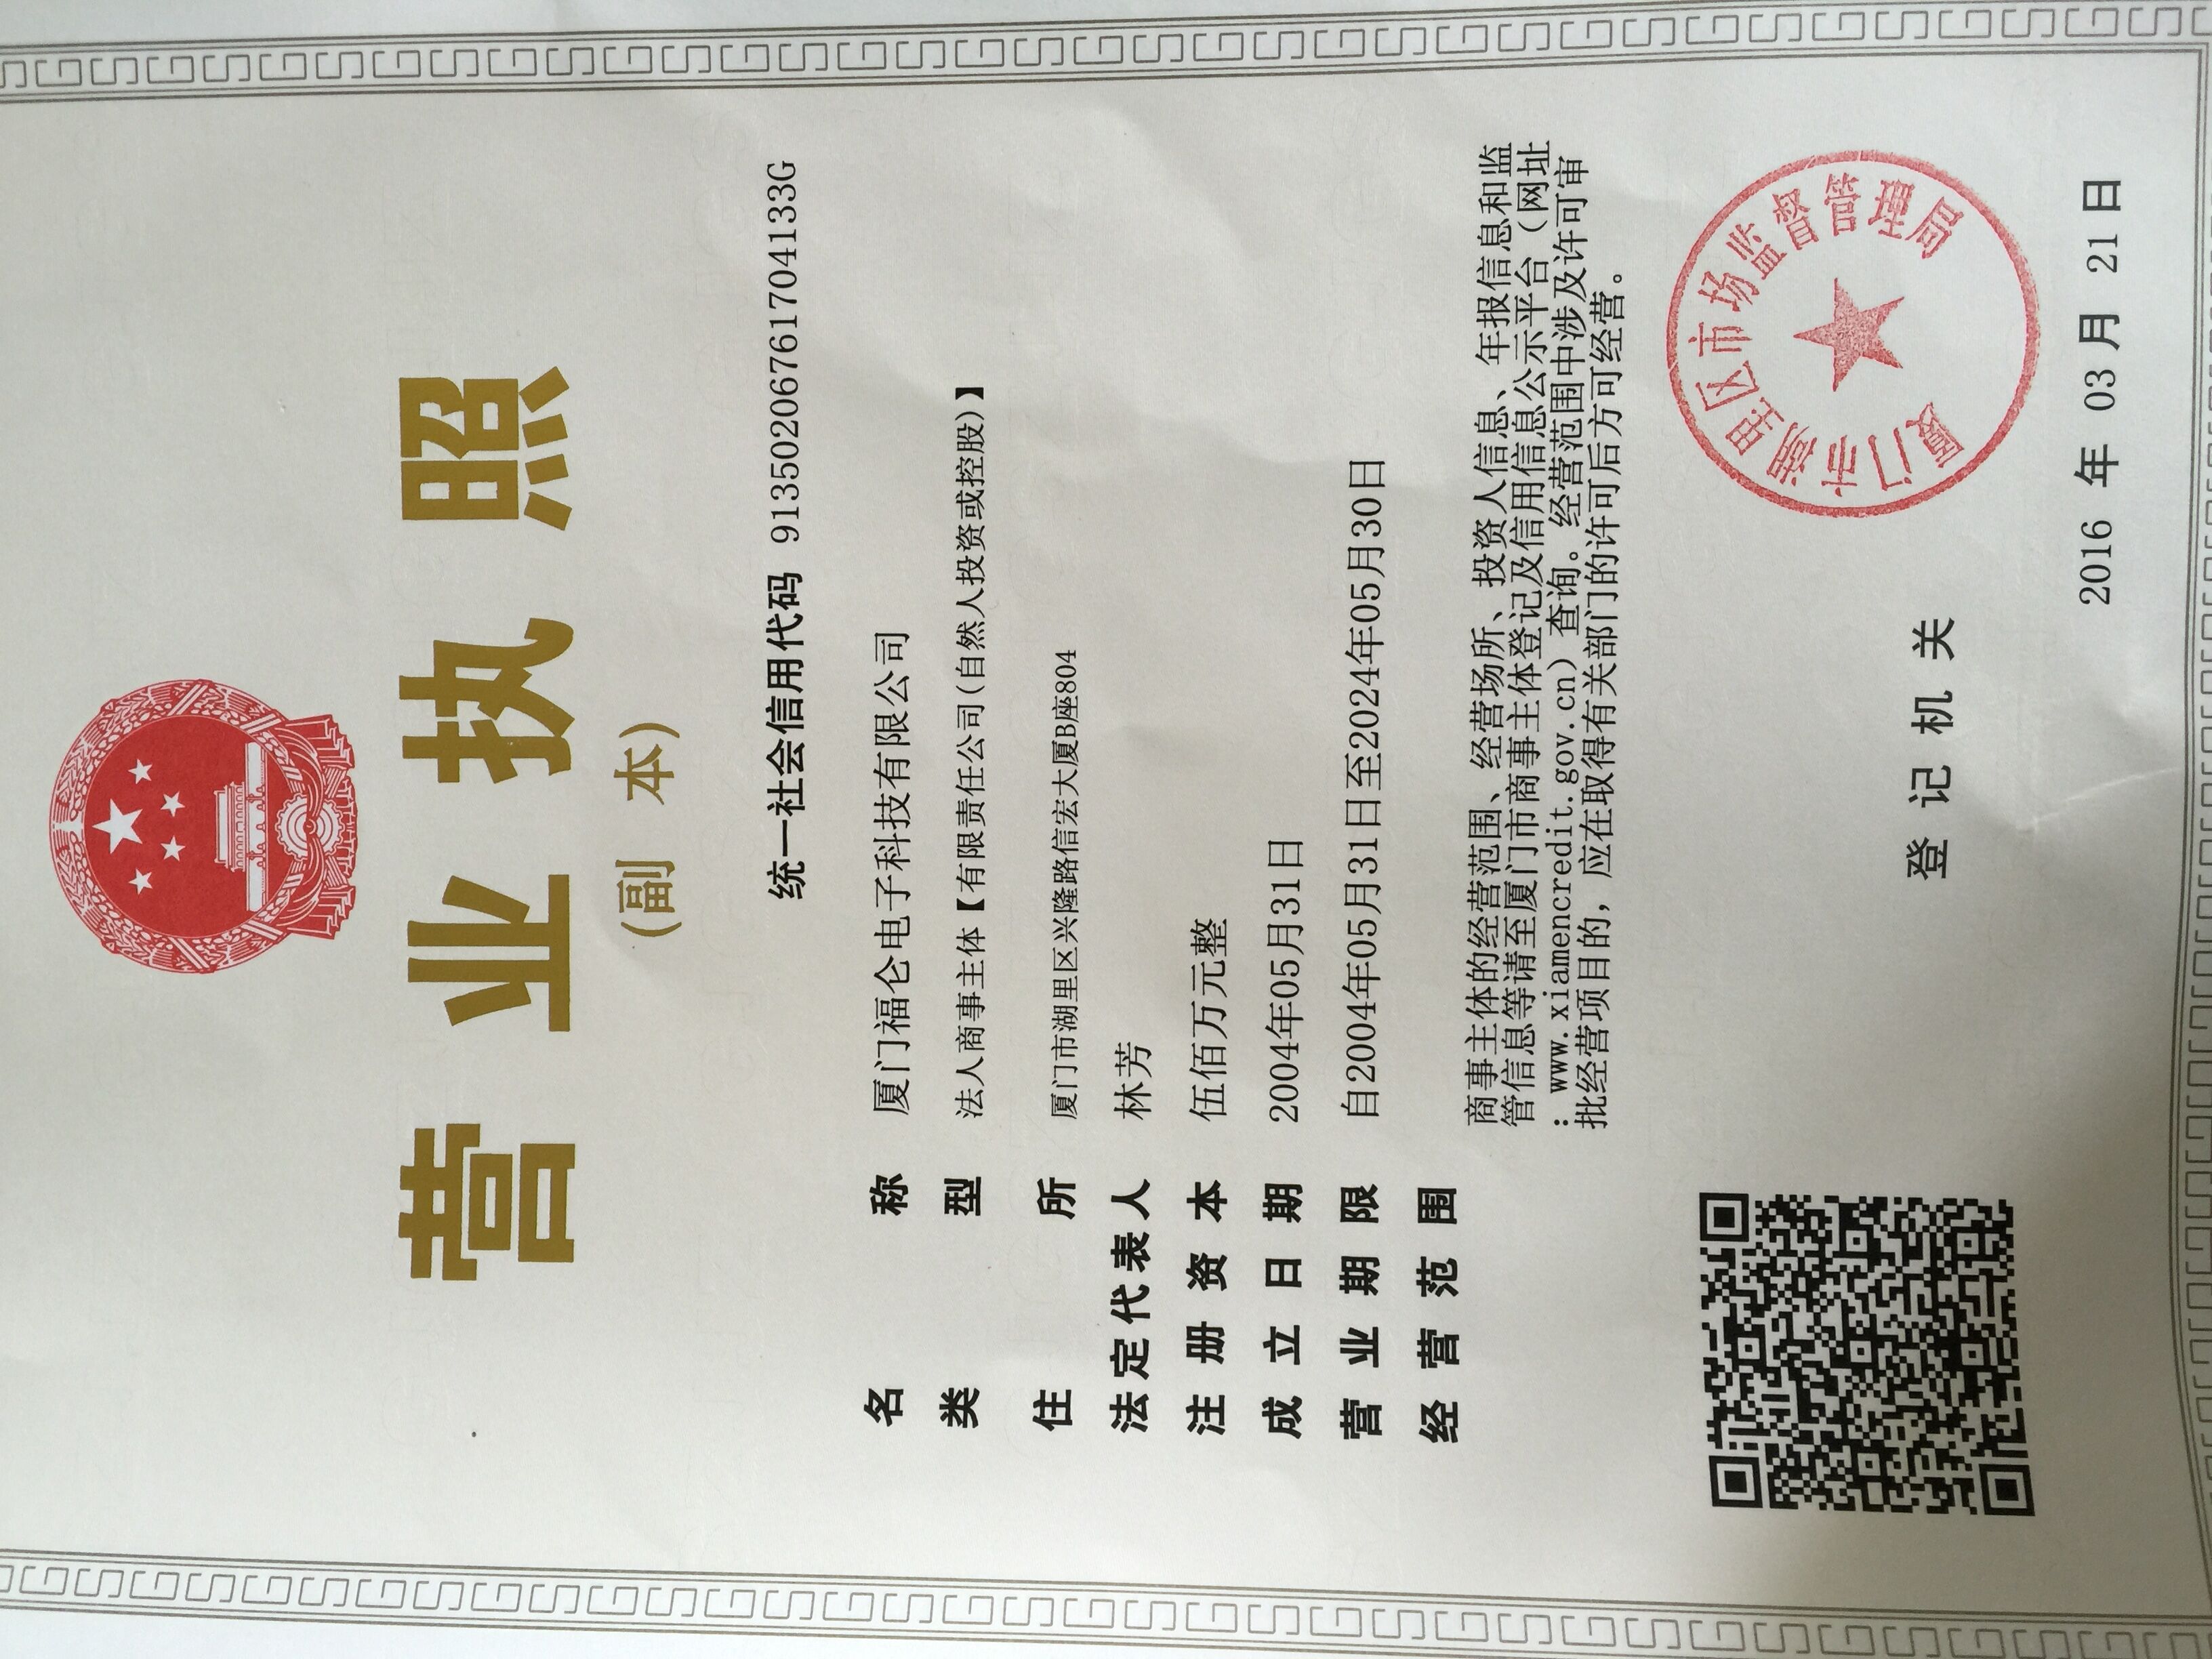 营业执照
（副 本）
统一社会信用代码 91350206761704133G
名称 厦门福仑电子科技有限公司
类型 法人商事主体【有限责任公司(自然人投资或控股)】
住所 厦门市湖里区兴隆路信宏大厦B座804
法定代表人 林芳
注册资本 伍佰万元整
成立日期 2004年05月31日
营业期限 自2004年05月31日至2024年05月30日
经营范围
商事主体的经营范围、经营场所、投资人信息、年报信息和监
管信息等请至厦门市商事主体登记及信用信息公示平台（网址
：www.xiamencredit.gov.cn）查询。经营范围中涉及许可审
批经营项目的，应在取得有关部门的许可后方可经营。
厦门市湖里区市场监督管理局
登记机关
2016 年 03 月 21 日